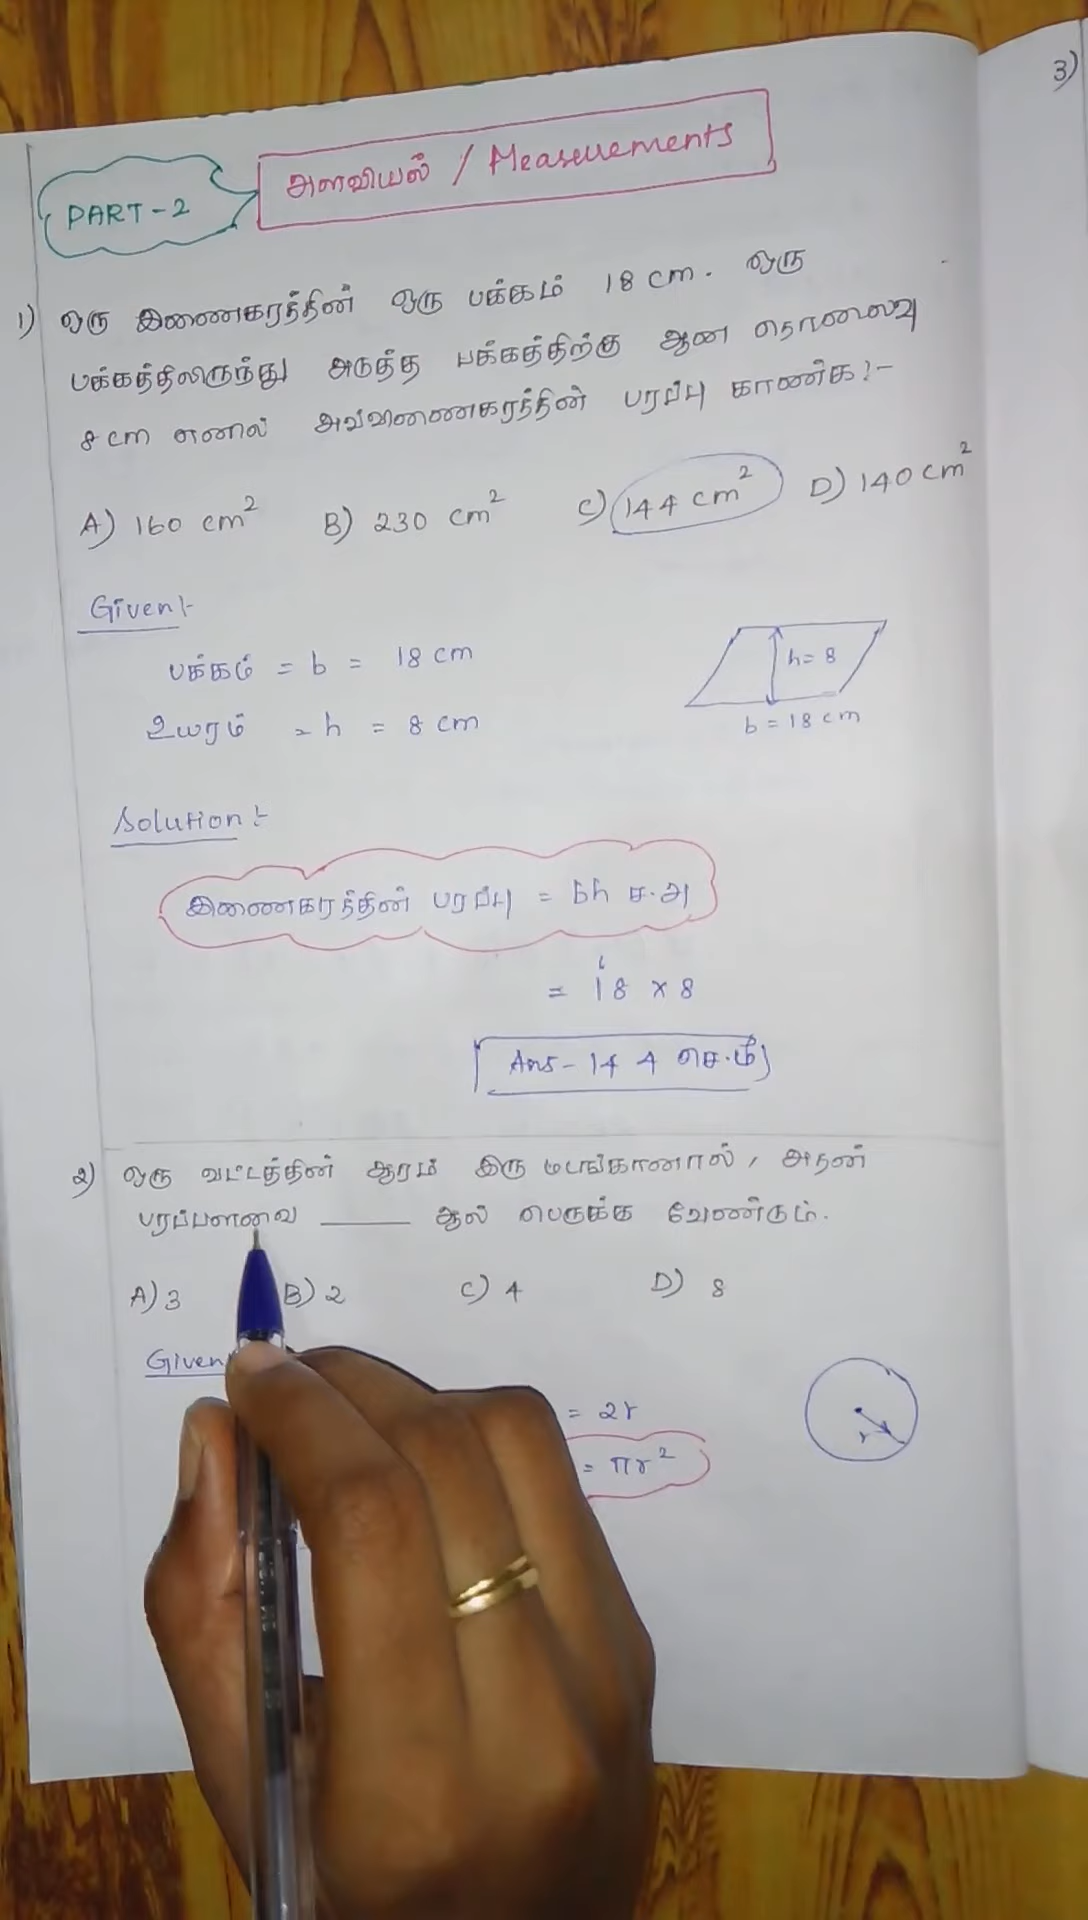 3)
PART-2
அளவியல் / Measurements
1) ஒரு இணைகரத்தின் ஒரு பக்கம் 18 cm. ஒரு
பக்கத்திலிருந்து அடுத்த பக்கத்திற்கு ஆன தொலைவு
8 cm எனில் அவ்விணைகரத்தின் பரப்பு காண்க:-
A) 160 cm² B) 230 cm² C) 144 cm² D) 140 cm²
Given:-
பக்கம் = b = 18 cm
உயரம் = h = 8 cm
h = 8
b = 18 cm
Solution:-
இணைகரத்தின் பரப்பு = bh ச.அ
6
= 18 × 8
Ans - 144 செ.மீ
2) ஒரு வட்டத்தின் ஆரம் இரு மடங்கானால், அதன்
பரப்பளவை ____ ஆல் பெருக்க வேண்டும்.
A) 3 B) 2 C) 4 D) 8
Given
= 2r
= πr²
r